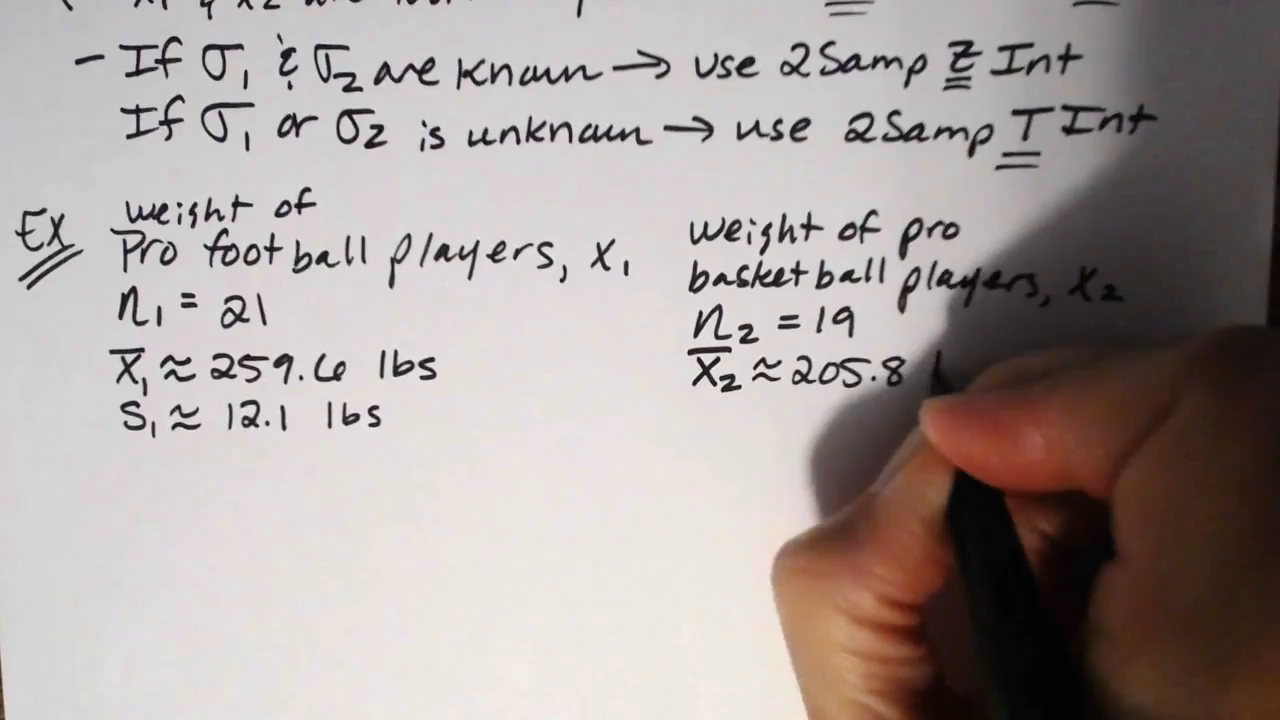 - If σ₁ & σ₂ are known → use 2Samp Z Int
If σ₁ or σ₂ is unknown → use 2Samp T Int
Ex
weight of
Pro football players, x₁
n₁ = 21
x̅₁ ≈ 259.6 lbs
s₁ ≈ 12.1 lbs
weight of pro
basketball players, x₂
n₂ = 19
x̅₂ ≈ 205.8